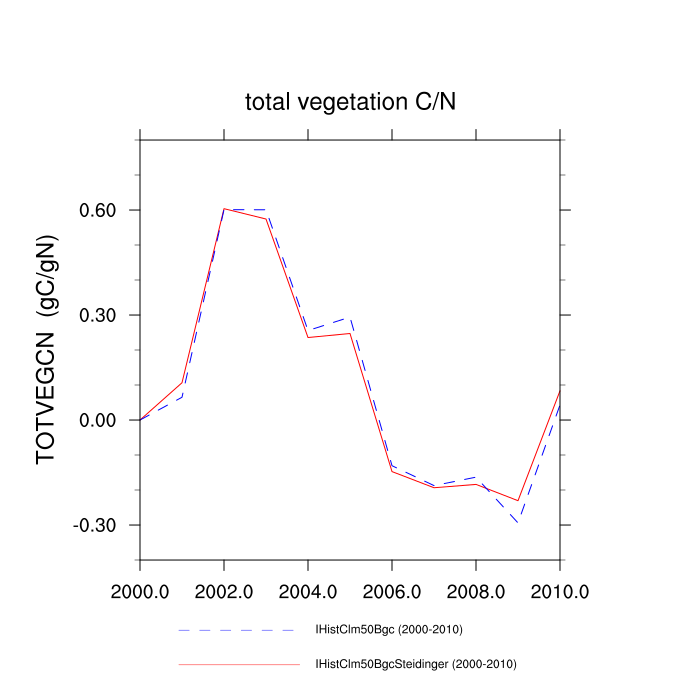 total vegetation C/N
TOTVEGCN (gC/gN)
0.60
0.30
0.00
-0.30
2000.0 2002.0 2004.0 2006.0 2008.0 2010.0
IHistClm50Bgc (2000-2010)
IHistClm50BgcSteidinger (2000-2010)